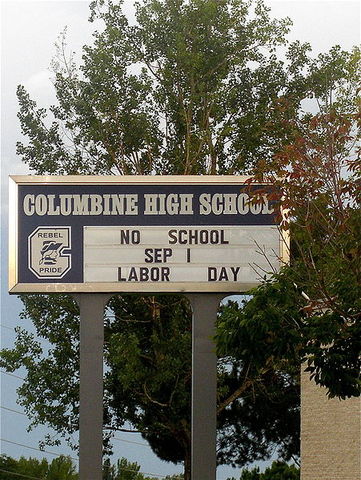 COLUMBINE HIGH SCHOOL
REBEL
PRIDE
NO SCHOOL
SEP 1
LABOR DAY